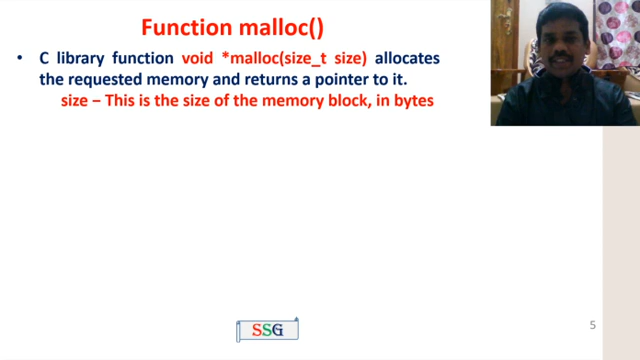 Function malloc()
• C library function void *malloc(size_t size) allocates
the requested memory and returns a pointer to it.
size – This is the size of the memory block, in bytes
SSG
5